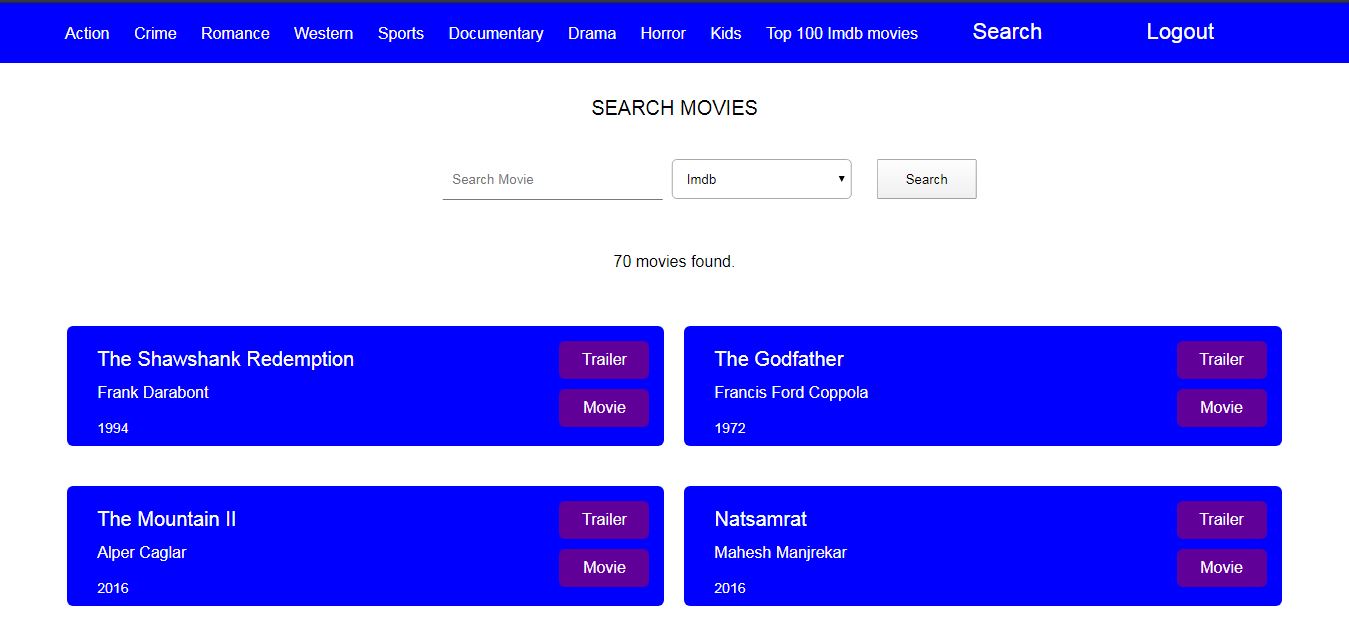 Action Crime Romance Western Sports Documentary Drama Horror Kids Top 100 Imdb movies Search Logout
SEARCH MOVIES
Search Movie Imdb Search
70 movies found.
The Shawshank Redemption
Frank Darabont
1994
Trailer
Movie
The Godfather
Francis Ford Coppola
1972
Trailer
Movie
The Mountain II
Alper Caglar
2016
Trailer
Movie
Natsamrat
Mahesh Manjrekar
2016
Trailer
Movie